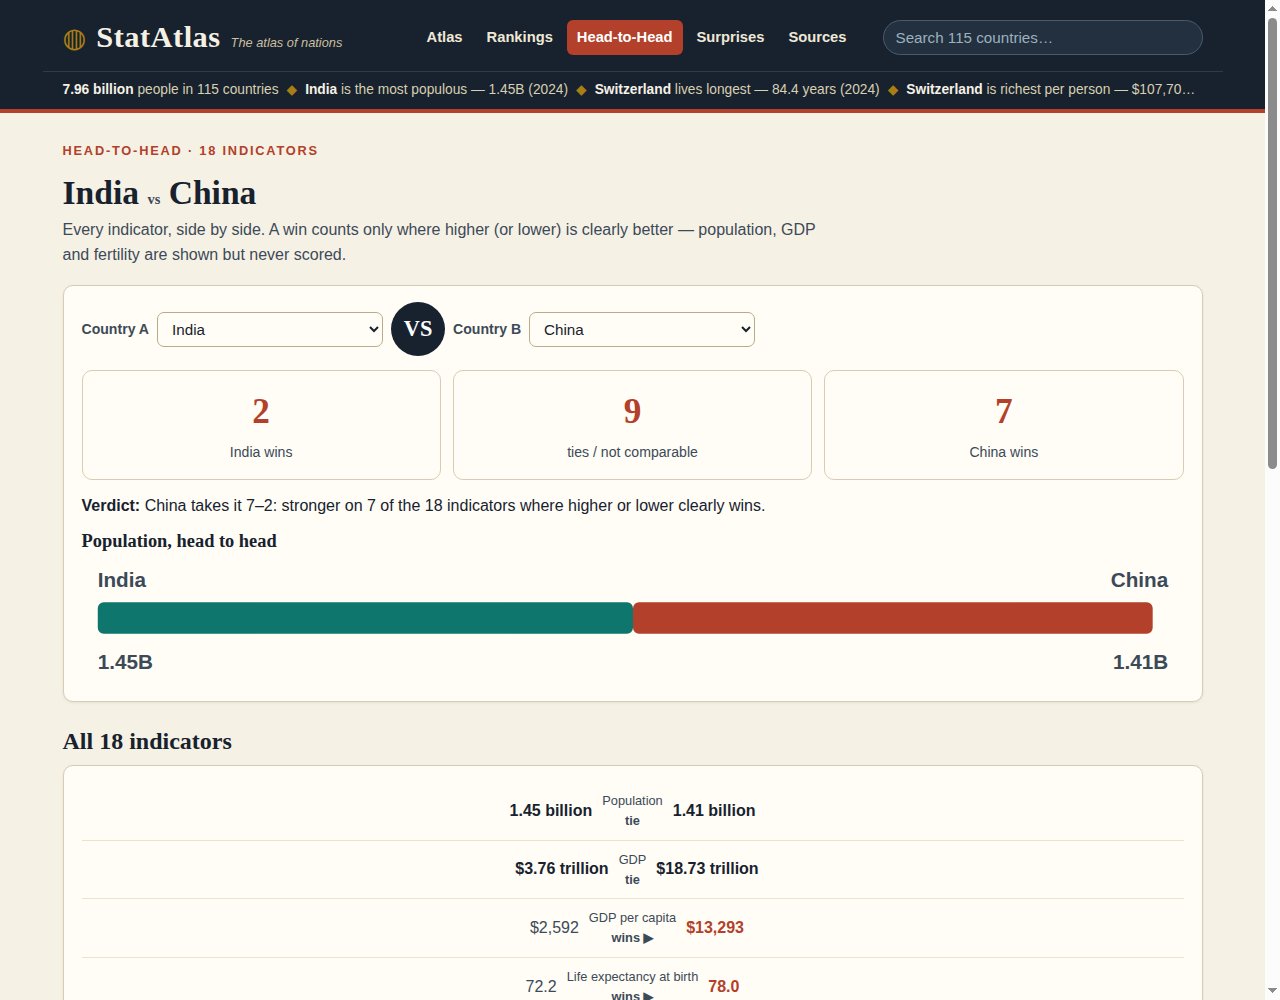 StatAtlas The atlas of nations
Atlas Rankings Head-to-Head Surprises Sources
Search 115 countries…
7.96 billion people in 115 countries ◆ India is the most populous — 1.45B (2024) ◆ Switzerland lives longest — 84.4 years (2024) ◆ Switzerland is richest per person — $107,70…
HEAD-TO-HEAD · 18 INDICATORS
India vs China
Every indicator, side by side. A win counts only where higher (or lower) is clearly better — population, GDP
and fertility are shown but never scored.
Country A India VS Country B China
2 9 7
India wins ties / not comparable China wins
Verdict: China takes it 7–2: stronger on 7 of the 18 indicators where higher or lower clearly wins.
Population, head to head
India China
1.45B 1.41B
All 18 indicators
1.45 billion Population 1.41 billion
tie
$3.76 trillion GDP $18.73 trillion
tie
$2,592 GDP per capita $13,293
wins ▶
72.2 Life expectancy at birth 78.0
wins ▶